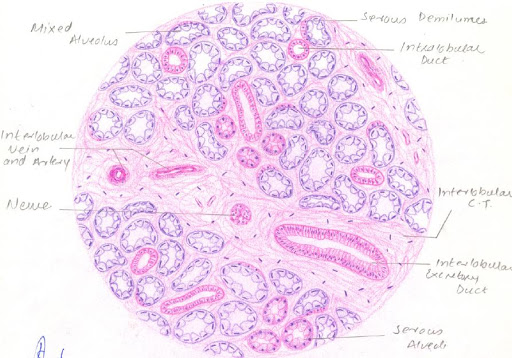 Mixed
Alveolus
Serous Demilunes
Intralobular
Duct
Interlobular
Vein
and Artery
Nerve
Interlobular
C.T.
Interlobular
Excretory
Duct
Serous
Alveoli